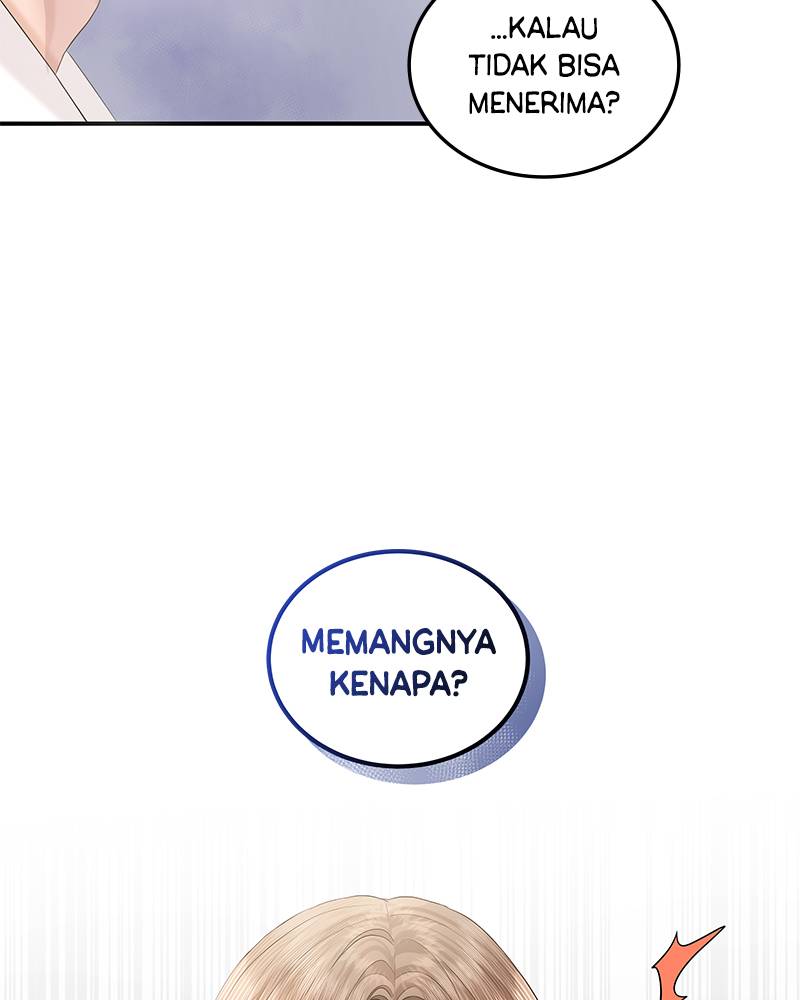 ...KALAU
TIDAK BISA
MENERIMA?
MEMANGNYA
KENAPA?